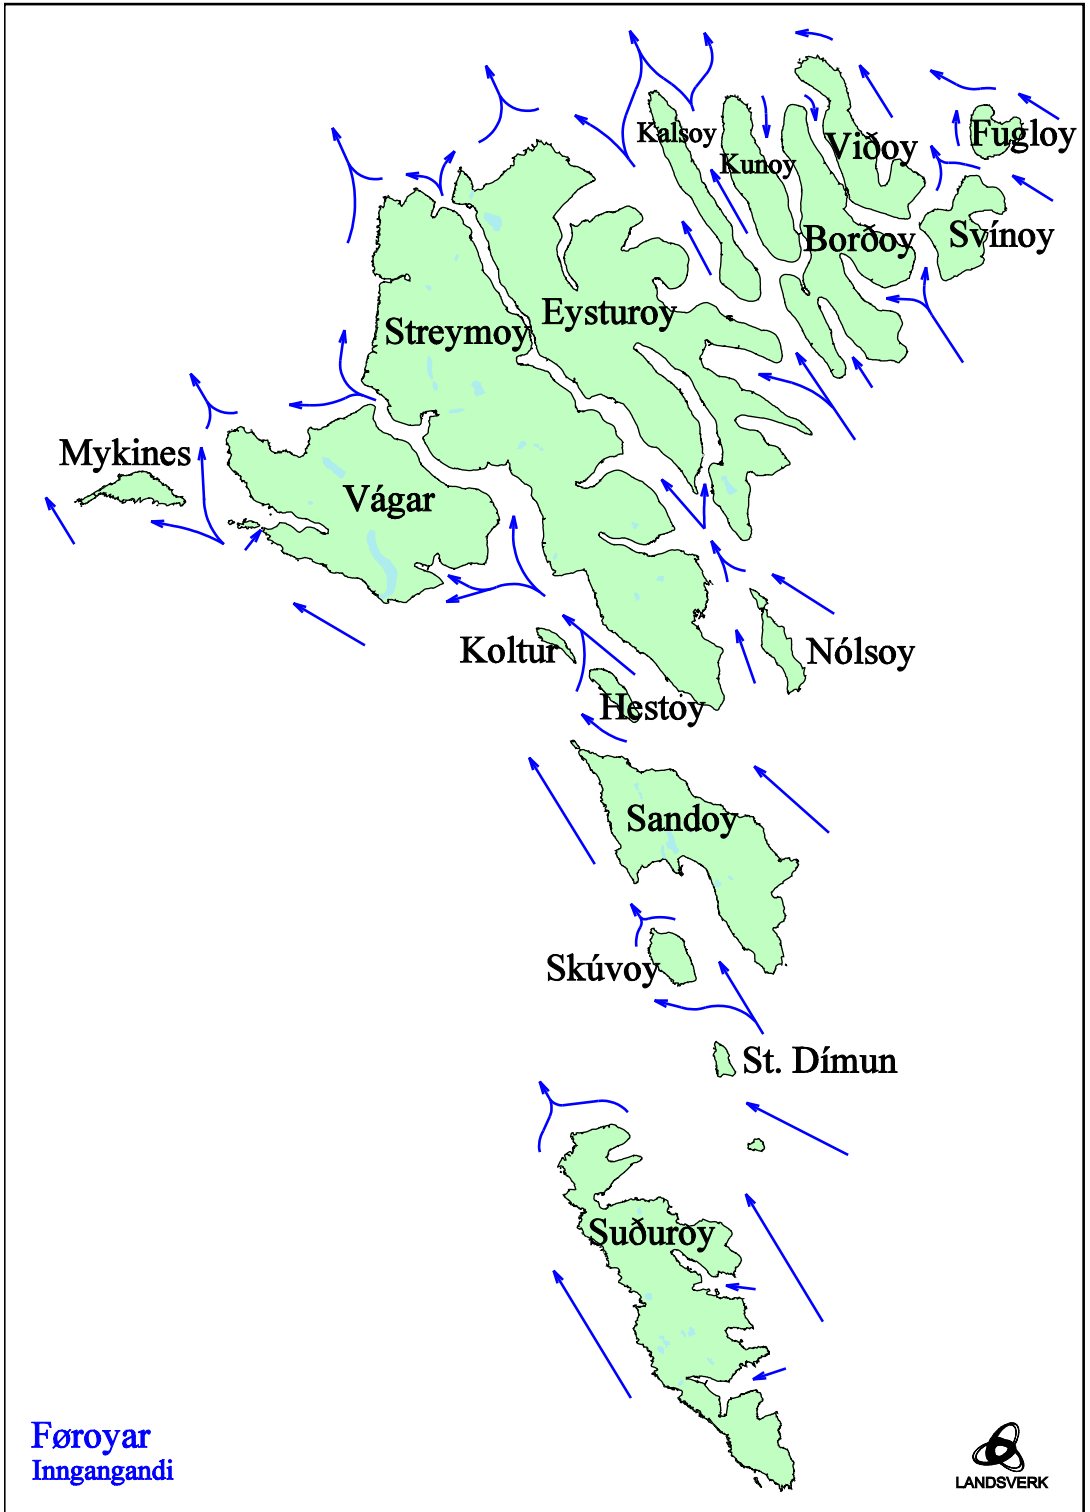 Kalsoy
Kunoy
Viðoy
Fugloy
Borðoy
Svínoy
Eysturoy
Streymoy
Mykines
Vágar
Koltur
Nólsoy
Hestoy
Sandoy
Skúvoy
St. Dímun
Suðuroy
Føroyar
Inngangandi
LANDSVERK